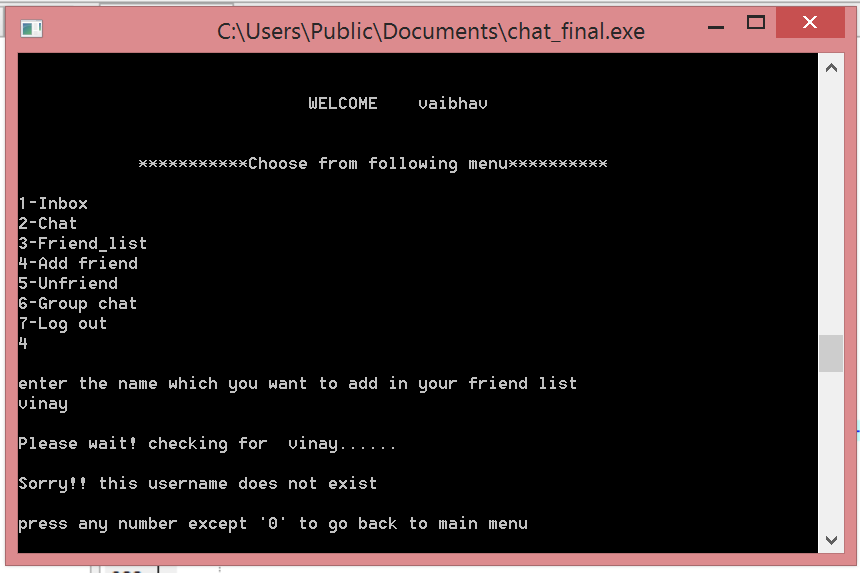 C:\Users\Public\Documents\chat_final.exe
WELCOME    vaibhav
***********Choose from following menu**********
1-Inbox
2-Chat
3-Friend_list
4-Add friend
5-Unfriend
6-Group chat
7-Log out
4
enter the name which you want to add in your friend list
vinay
Please wait! checking for  vinay......
Sorry!! this username does not exist
press any number except '0' to go back to main menu